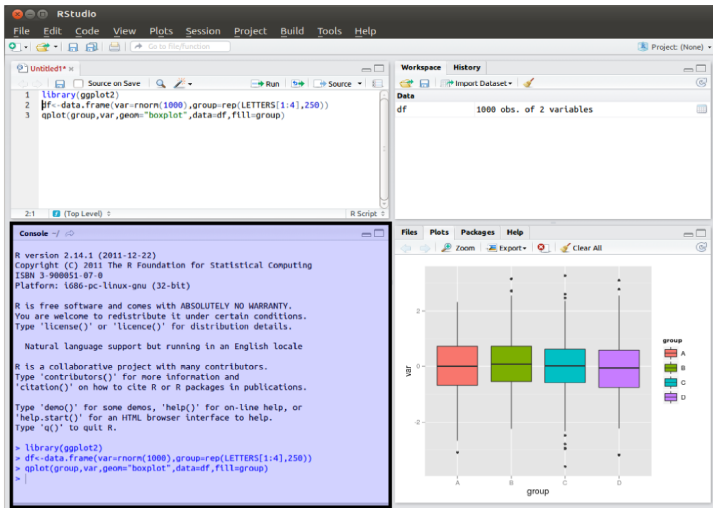 RStudio
File Edit Code View Plots Session Project Build Tools Help
Go to file/function
Project: (None)
Untitled1*
Source on Save
Run
Source
1 library(ggplot2)
2 df<-data.frame(var=rnorm(1000),group=rep(LETTERS[1:4],250))
3 qplot(group,var,geom="boxplot",data=df,fill=group)
2:1 (Top Level) R Script
Workspace History
Import Dataset
Data
df 1000 obs. of 2 variables
Console ~/
R version 2.14.1 (2011-12-22)
Copyright (C) 2011 The R Foundation for Statistical Computing
ISBN 3-900051-07-0
Platform: i686-pc-linux-gnu (32-bit)
R is free software and comes with ABSOLUTELY NO WARRANTY.
You are welcome to redistribute it under certain conditions.
Type 'license()' or 'licence()' for distribution details.
Natural language support but running in an English locale
R is a collaborative project with many contributors.
Type 'contributors()' for more information and
'citation()' on how to cite R or R packages in publications.
Type 'demo()' for some demos, 'help()' for on-line help, or
'help.start()' for an HTML browser interface to help.
Type 'q()' to quit R.
> library(ggplot2)
> df<-data.frame(var=rnorm(1000),group=rep(LETTERS[1:4],250))
> qplot(group,var,geom="boxplot",data=df,fill=group)
>
Files Plots Packages Help
Zoom Export Clear All
2
0
-2
var
A B C D
group
group
A
B
C
D